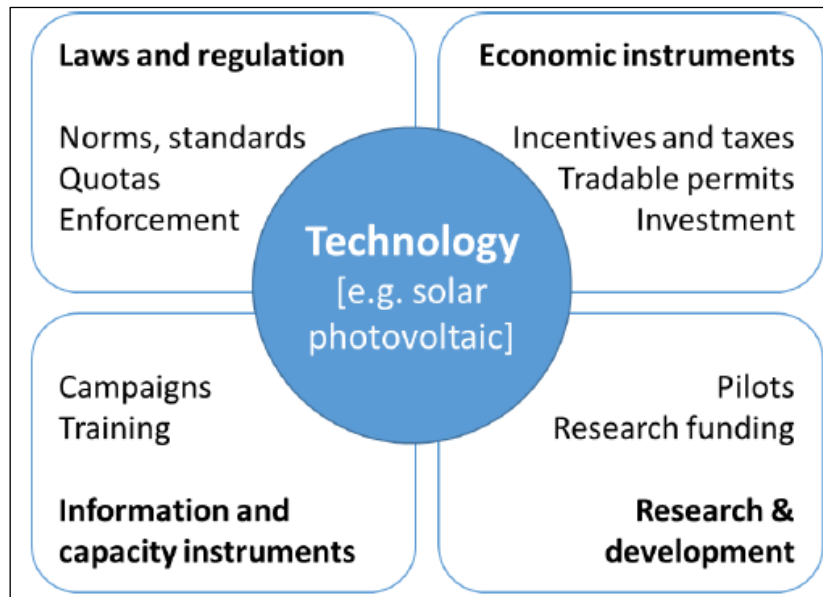 Laws and regulation
Norms, standards
Quotas
Enforcement
Economic instruments
Incentives and taxes
Tradable permits
Investment
Technology
[e.g. solar
photovoltaic]
Campaigns
Training
Information and
capacity instruments
Pilots
Research funding
Research &
development